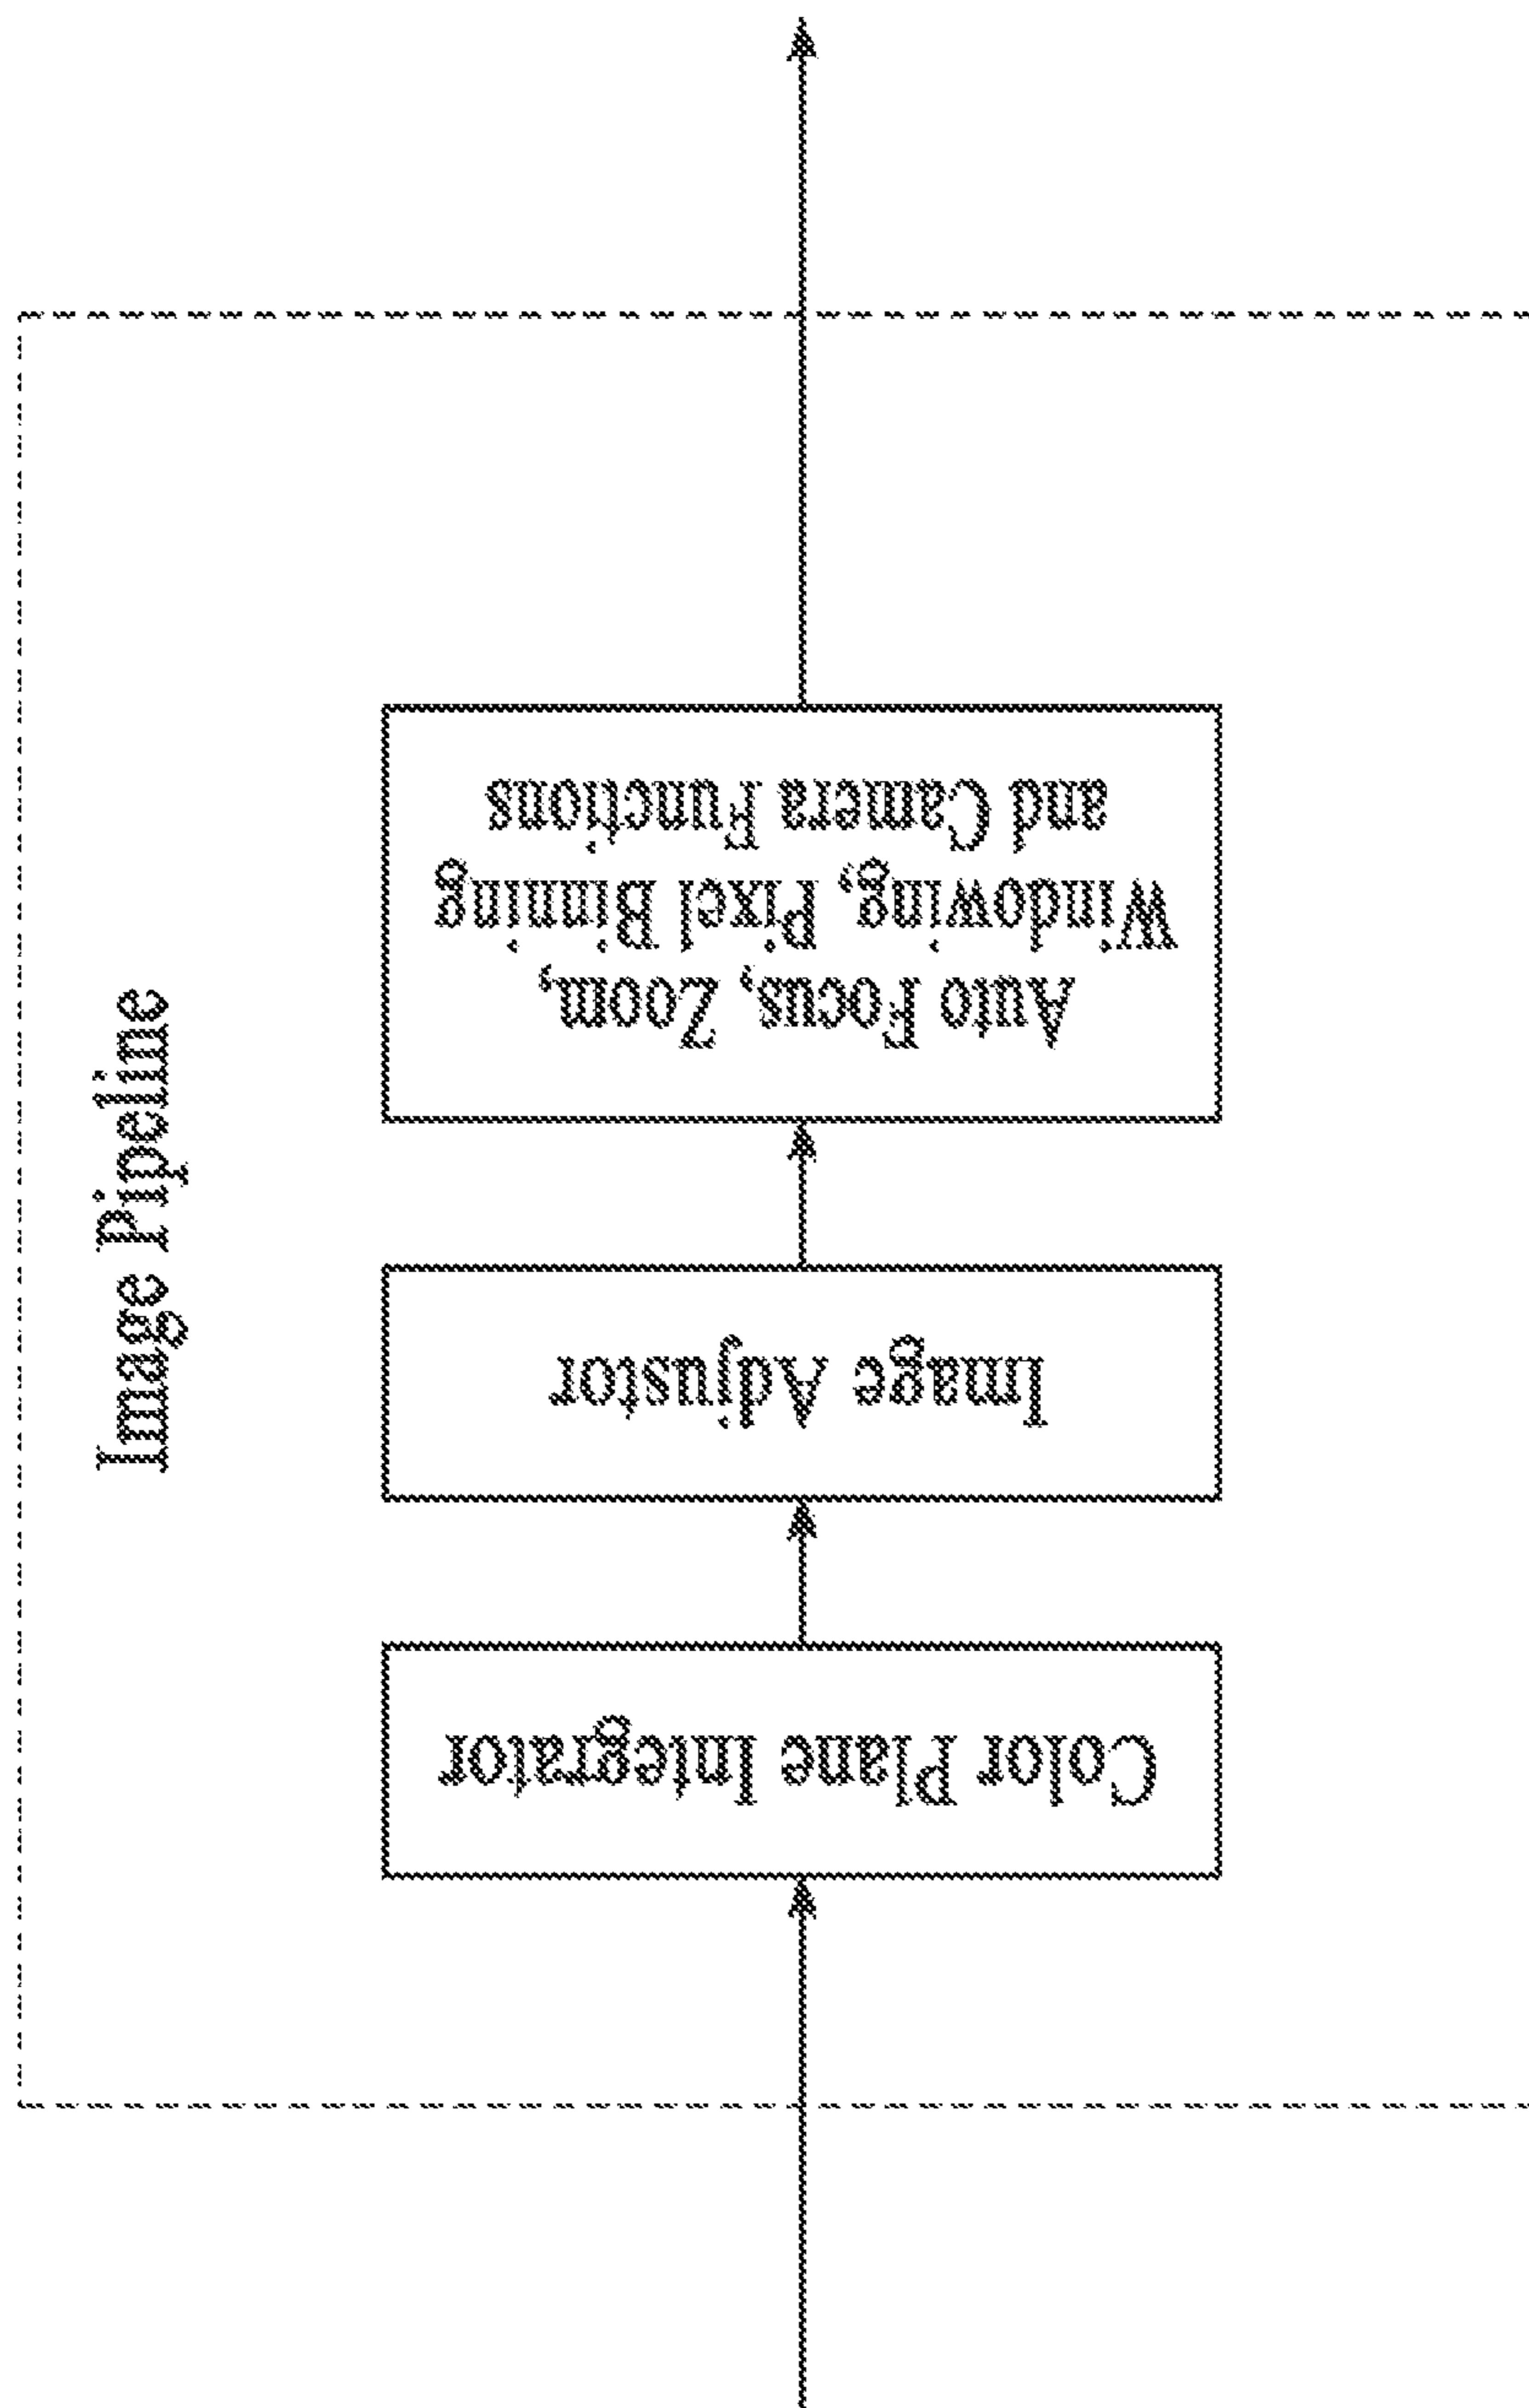 Image Pipeline
Color Plane Integrator
Image Adjustor
Auto Focus, Zoom,
Windowing, Pixel Binning
and Camera Functions